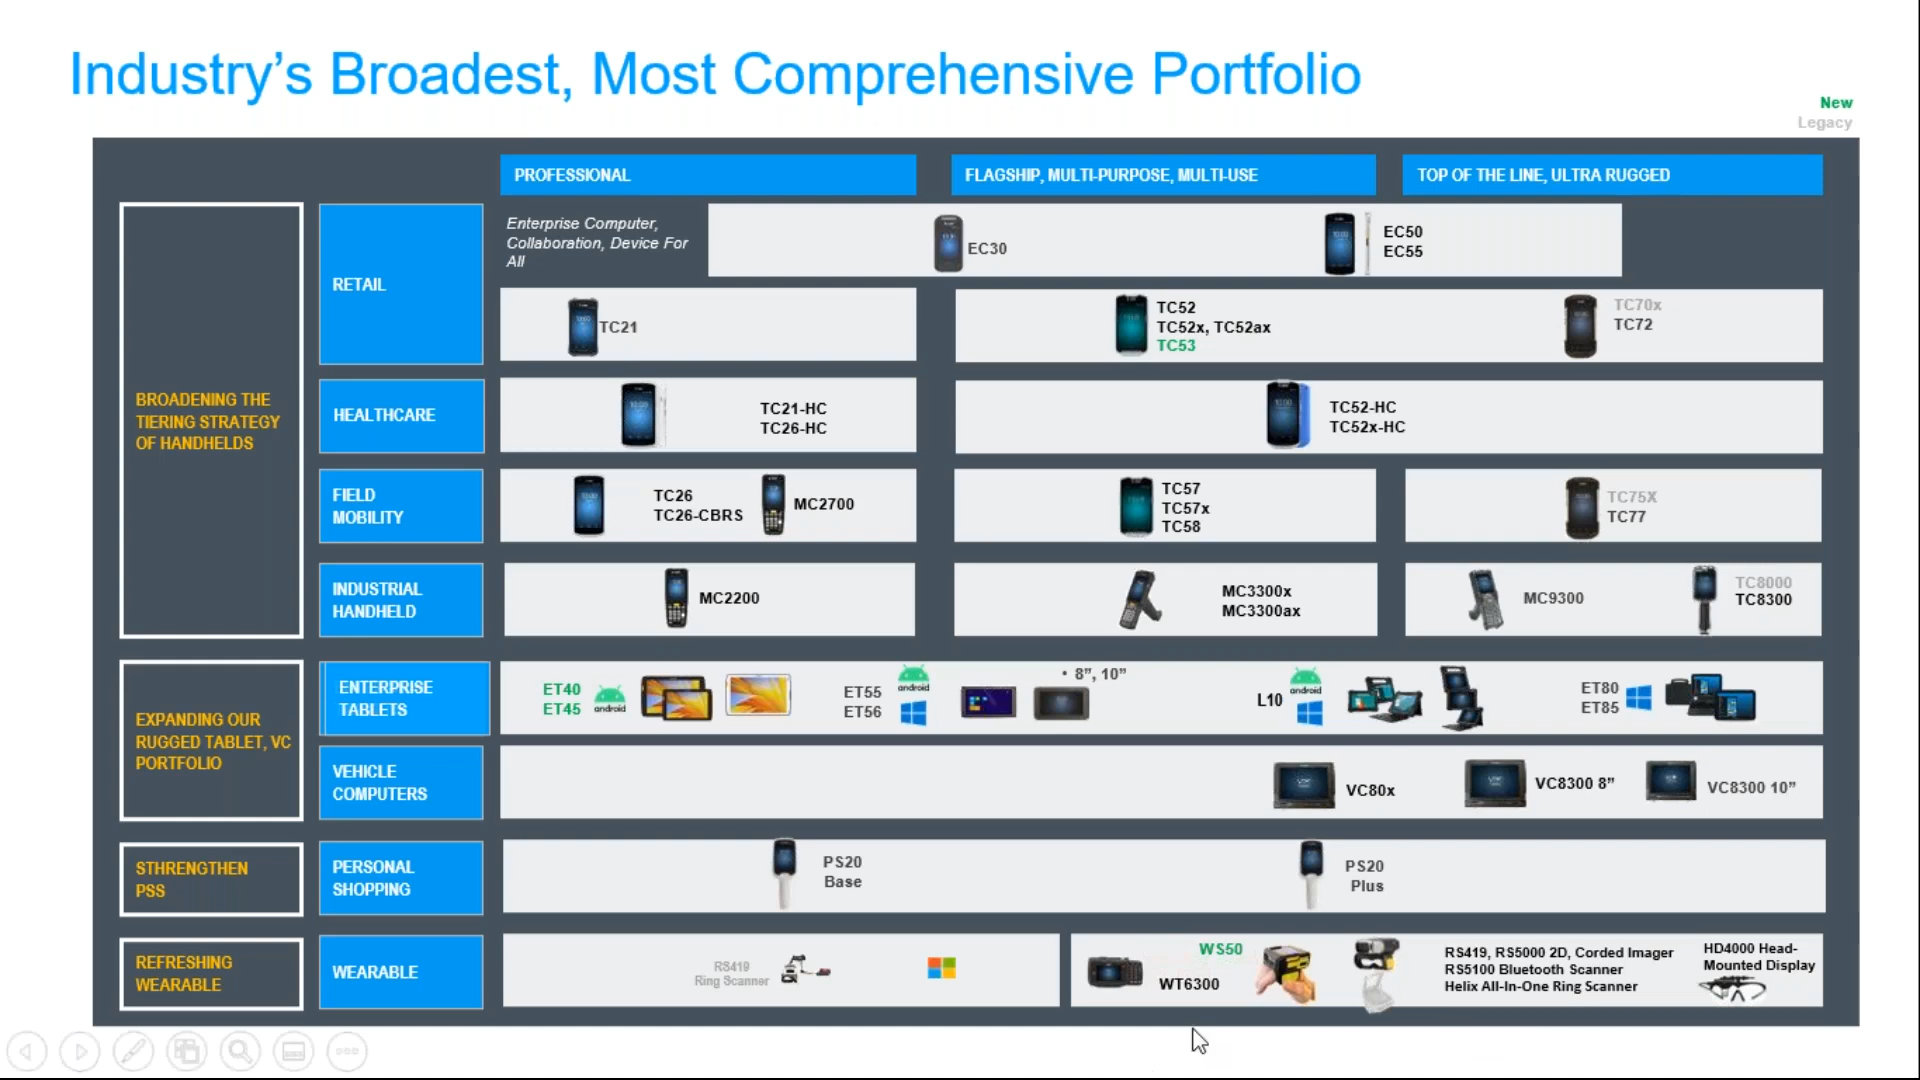 Industry's Broadest, Most Comprehensive Portfolio
New
Legacy
PROFESSIONAL
FLAGSHIP, MULTI-PURPOSE, MULTI-USE
TOP OF THE LINE, ULTRA RUGGED
BROADENING THE
TIERING STRATEGY
OF HANDHELDS
RETAIL
Enterprise Computer,
Collaboration, Device For
All
EC30
EC50
EC55
TC21
TC52
TC52x, TC52ax
TC53
TC70x
TC72
HEALTHCARE
TC21-HC
TC26-HC
TC52-HC
TC52x-HC
FIELD
MOBILITY
TC26
TC26-CBRS
MC2700
TC57
TC57x
TC58
TC75X
TC77
INDUSTRIAL
HANDHELD
MC2200
MC3300x
MC3300ax
MC9300
TC8000
TC8300
EXPANDING OUR
RUGGED TABLET, VC
PORTFOLIO
ENTERPRISE
TABLETS
ET40
ET45
android
ET55
ET56
android
• 8”, 10”
L10
android
ET80
ET85
VEHICLE
COMPUTERS
VC80x
VC8300 8”
VC8300 10”
STHRENGTHEN
PSS
PERSONAL
SHOPPING
PS20
Base
PS20
Plus
REFRESHING
WEARABLE
WEARABLE
RS419
Ring Scanner
WS50
WT6300
RS419, RS5000 2D, Corded Imager
RS5100 Bluetooth Scanner
Helix All-In-One Ring Scanner
HD4000 Head-
Mounted Display